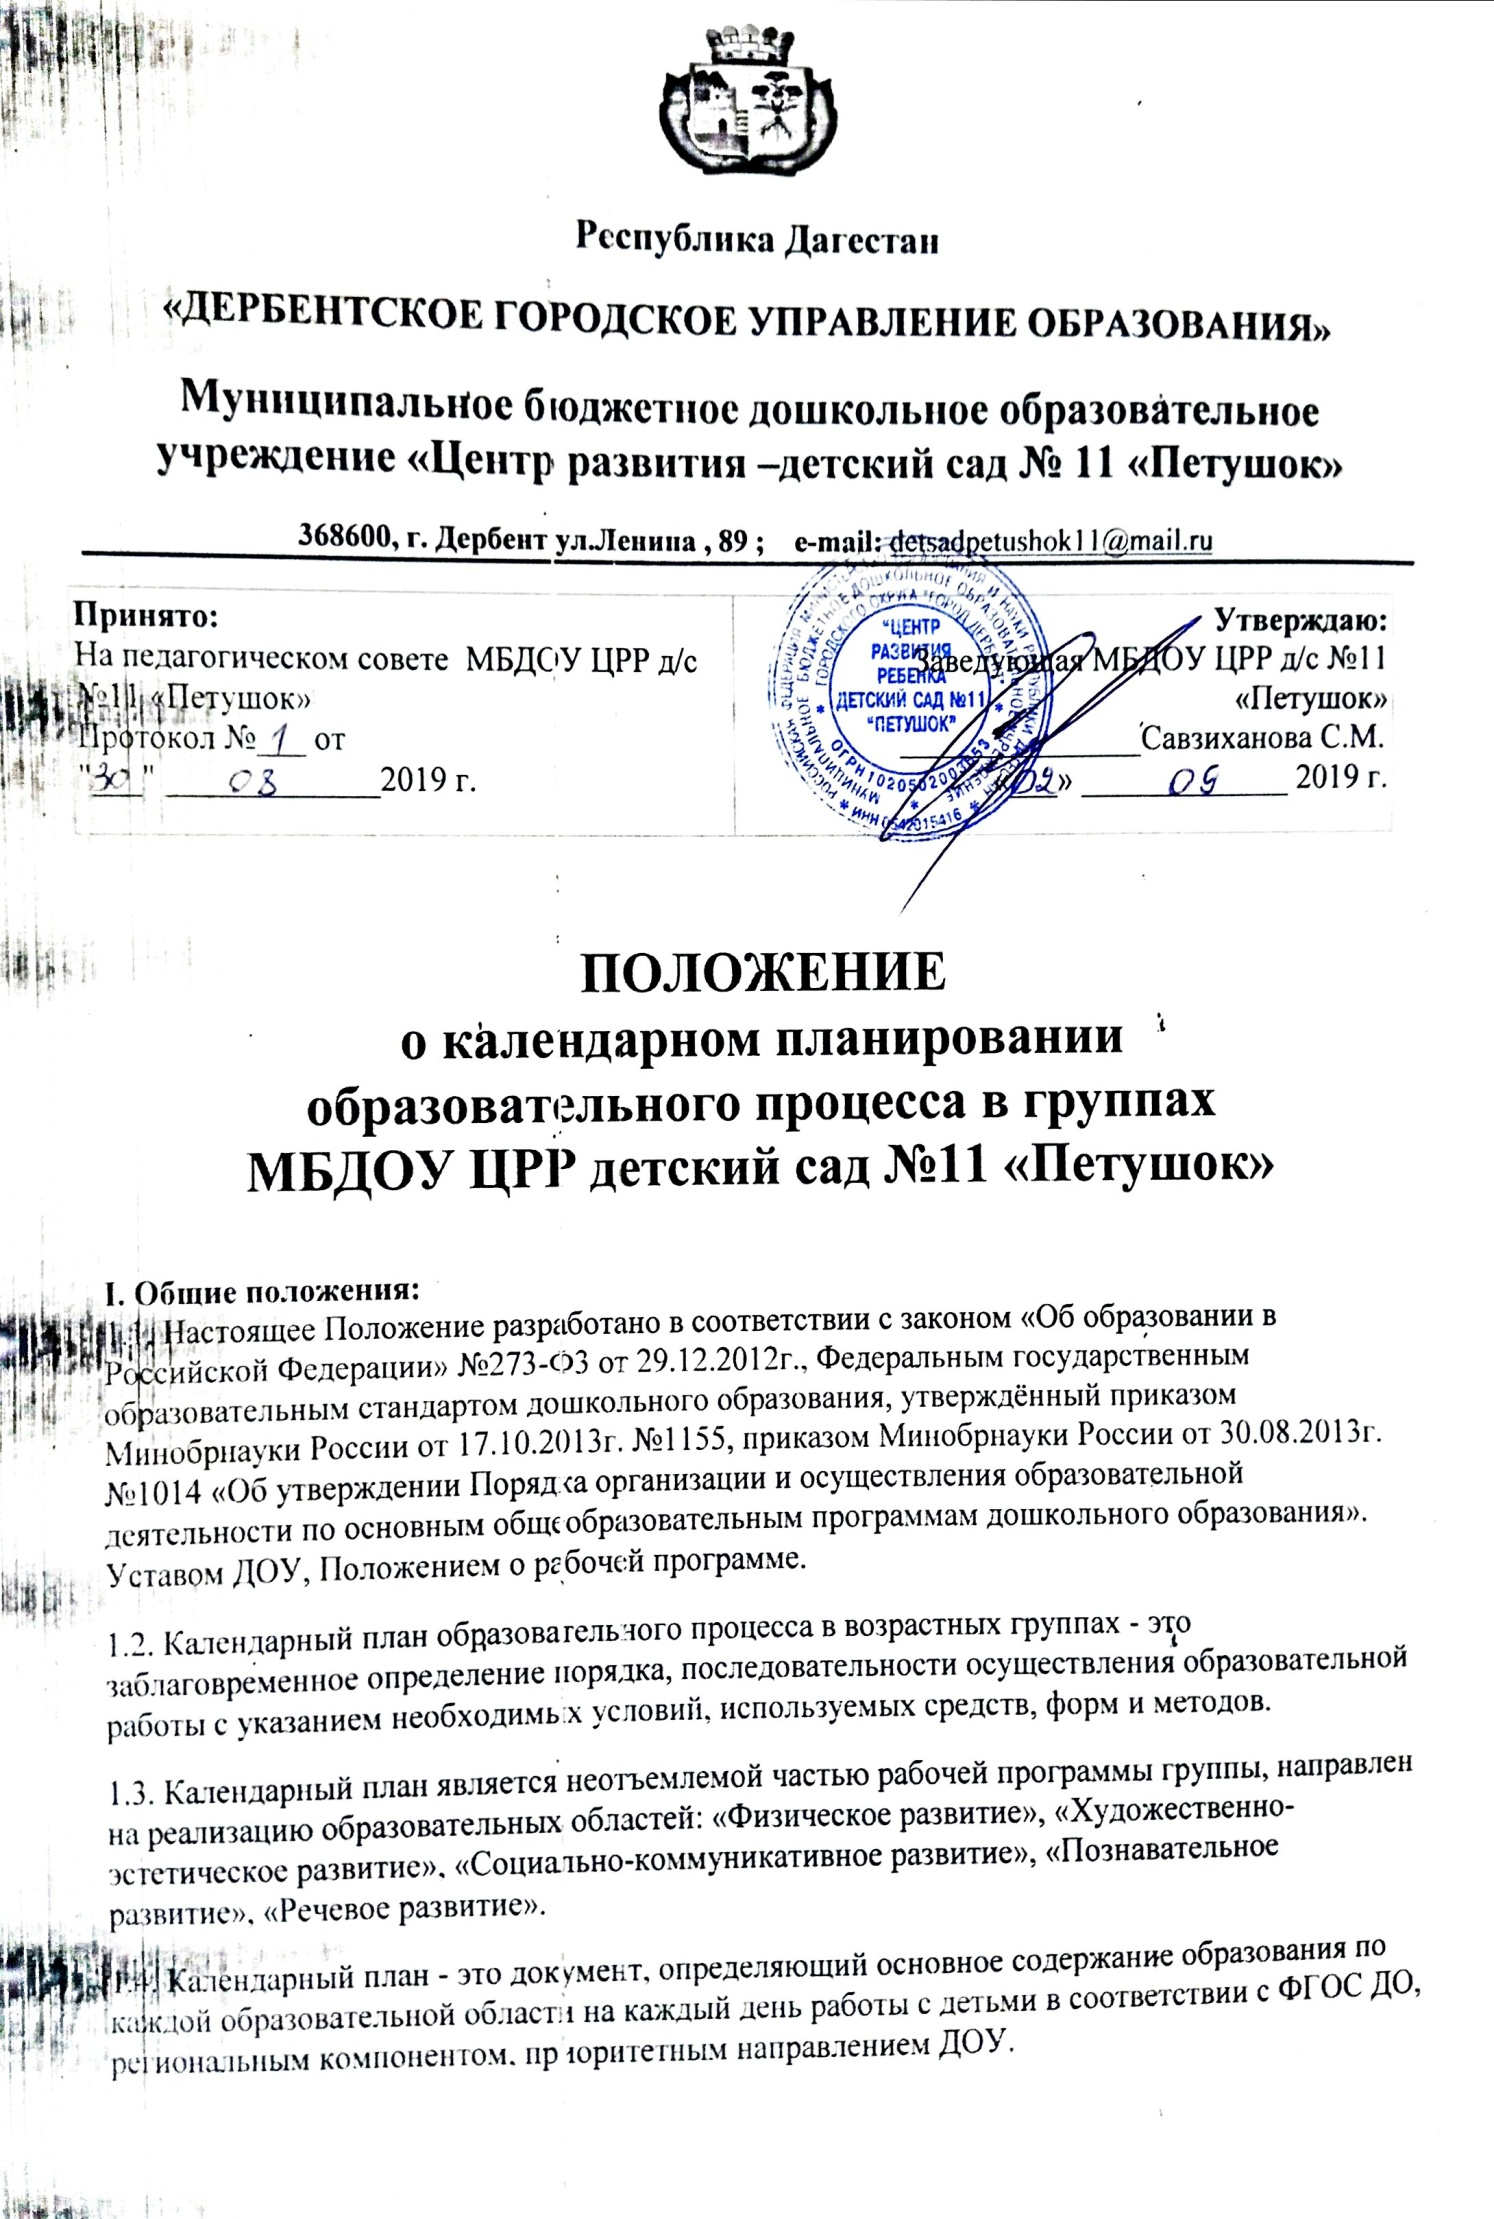 Республика Дагестан
«ДЕРБЕНТСКОЕ ГОРОДСКОЕ УПРАВЛЕНИЕ ОБРАЗОВАНИЯ»
Муниципальное бюджетное дошкольное образовательное
учреждение «Центр развития –детский сад № 11 «Петушок»
368600, г. Дербент ул.Ленина , 89 ; e-mail: detsadpetushok11@mail.ru
Принято:
На педагогическом совете МБДОУ ЦРР д/с
№11 «Петушок»
Протокол № 1 от
"30" 08 2019 г.
Утверждаю:
Заведующая МБДОУ ЦРР д/с №11
«Петушок»
Савзиханова С.М.
«02» 09 2019 г.
"ЦЕНТР
РАЗВИТИЯ
РЕБЕНКА
ДЕТСКИЙ САД №11
"ПЕТУШОК"
ИНН 0542015416
ПОЛОЖЕНИЕ
о календарном планировании
образовательного процесса в группах
МБДОУ ЦРР детский сад №11 «Петушок»
I. Общие положения:
1.1. Настоящее Положение разработано в соответствии с законом «Об образовании в
Российской Федерации» №273-ФЗ от 29.12.2012г., Федеральным государственным
образовательным стандартом дошкольного образования, утверждённый приказом
Минобрнауки России от 17.10.2013г. №1155, приказом Минобрнауки России от 30.08.2013г.
№1014 «Об утверждении Порядка организации и осуществления образовательной
деятельности по основным общеобразовательным программам дошкольного образования».
Уставом ДОУ, Положением о рабочей программе.
1.2. Календарный план образовательного процесса в возрастных группах - это
заблаговременное определение порядка, последовательности осуществления образовательной
работы с указанием необходимых условий, используемых средств, форм и методов.
1.3. Календарный план является неотъемлемой частью рабочей программы группы, направлен
на реализацию образовательных областей: «Физическое развитие», «Художественно-
эстетическое развитие», «Социально-коммуникативное развитие», «Познавательное
развитие», «Речевое развитие».
1.4. Календарный план - это документ, определяющий основное содержание образования по
каждой образовательной области на каждый день работы с детьми в соответствии с ФГОС ДО,
региональным компонентом, приоритетным направлением ДОУ.